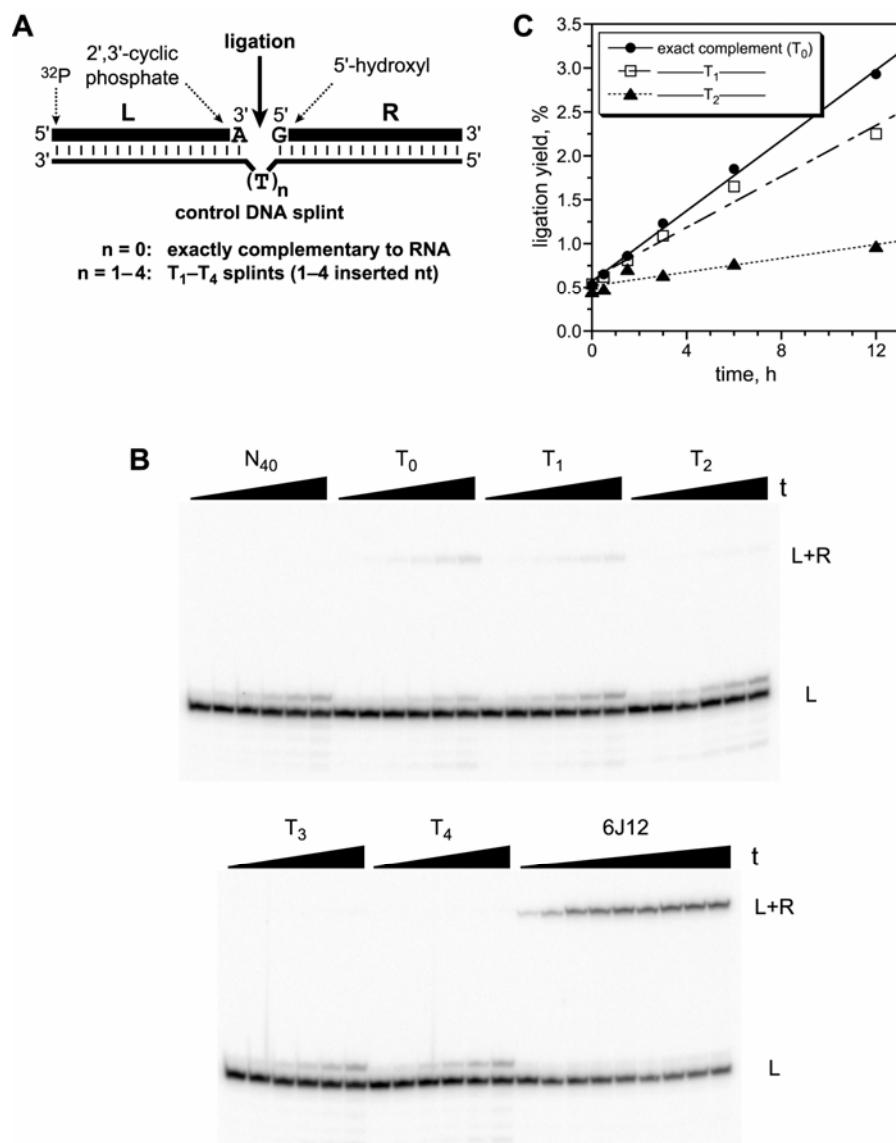 A
ligation
2',3'-cyclic
phosphate
5'-hydroxyl
32P
L
3' 5'
R
5' A G 3'
3' 5'
(T)n
control DNA splint
n = 0: exactly complementary to RNA
n = 1–4: T1–T4 splints (1–4 inserted nt)
C
ligation yield, %
3.5
3.0
2.5
2.0
1.5
1.0
0.5
0.0
exact complement (T0)
T1
T2
0 4 8 12
time, h
B
N40 T0 T1 T2
t
L+R
L
T3 T4 6J12
t
L+R
L